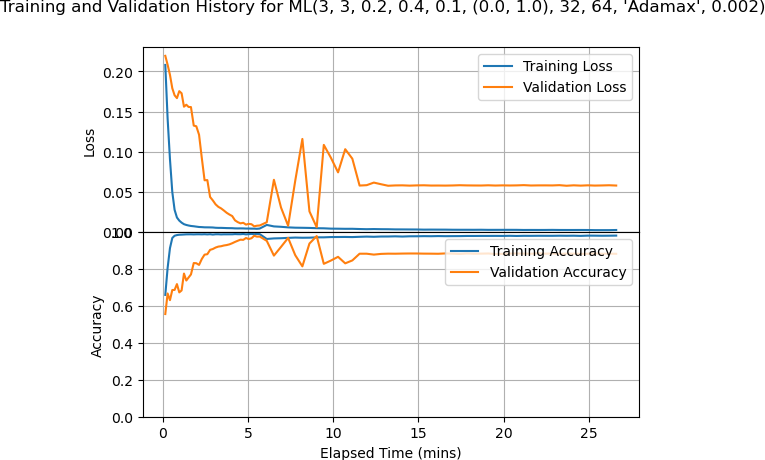 Training and Validation History for ML(3, 3, 0.2, 0.4, 0.1, (0.0, 1.0), 32, 64, 'Adamax', 0.002)
0.20
0.15
0.10
0.05
0.00
Loss
Training Loss
Validation Loss
1.0
0.8
0.6
0.4
0.2
0.0
Accuracy
Training Accuracy
Validation Accuracy
0 5 10 15 20 25
Elapsed Time (mins)